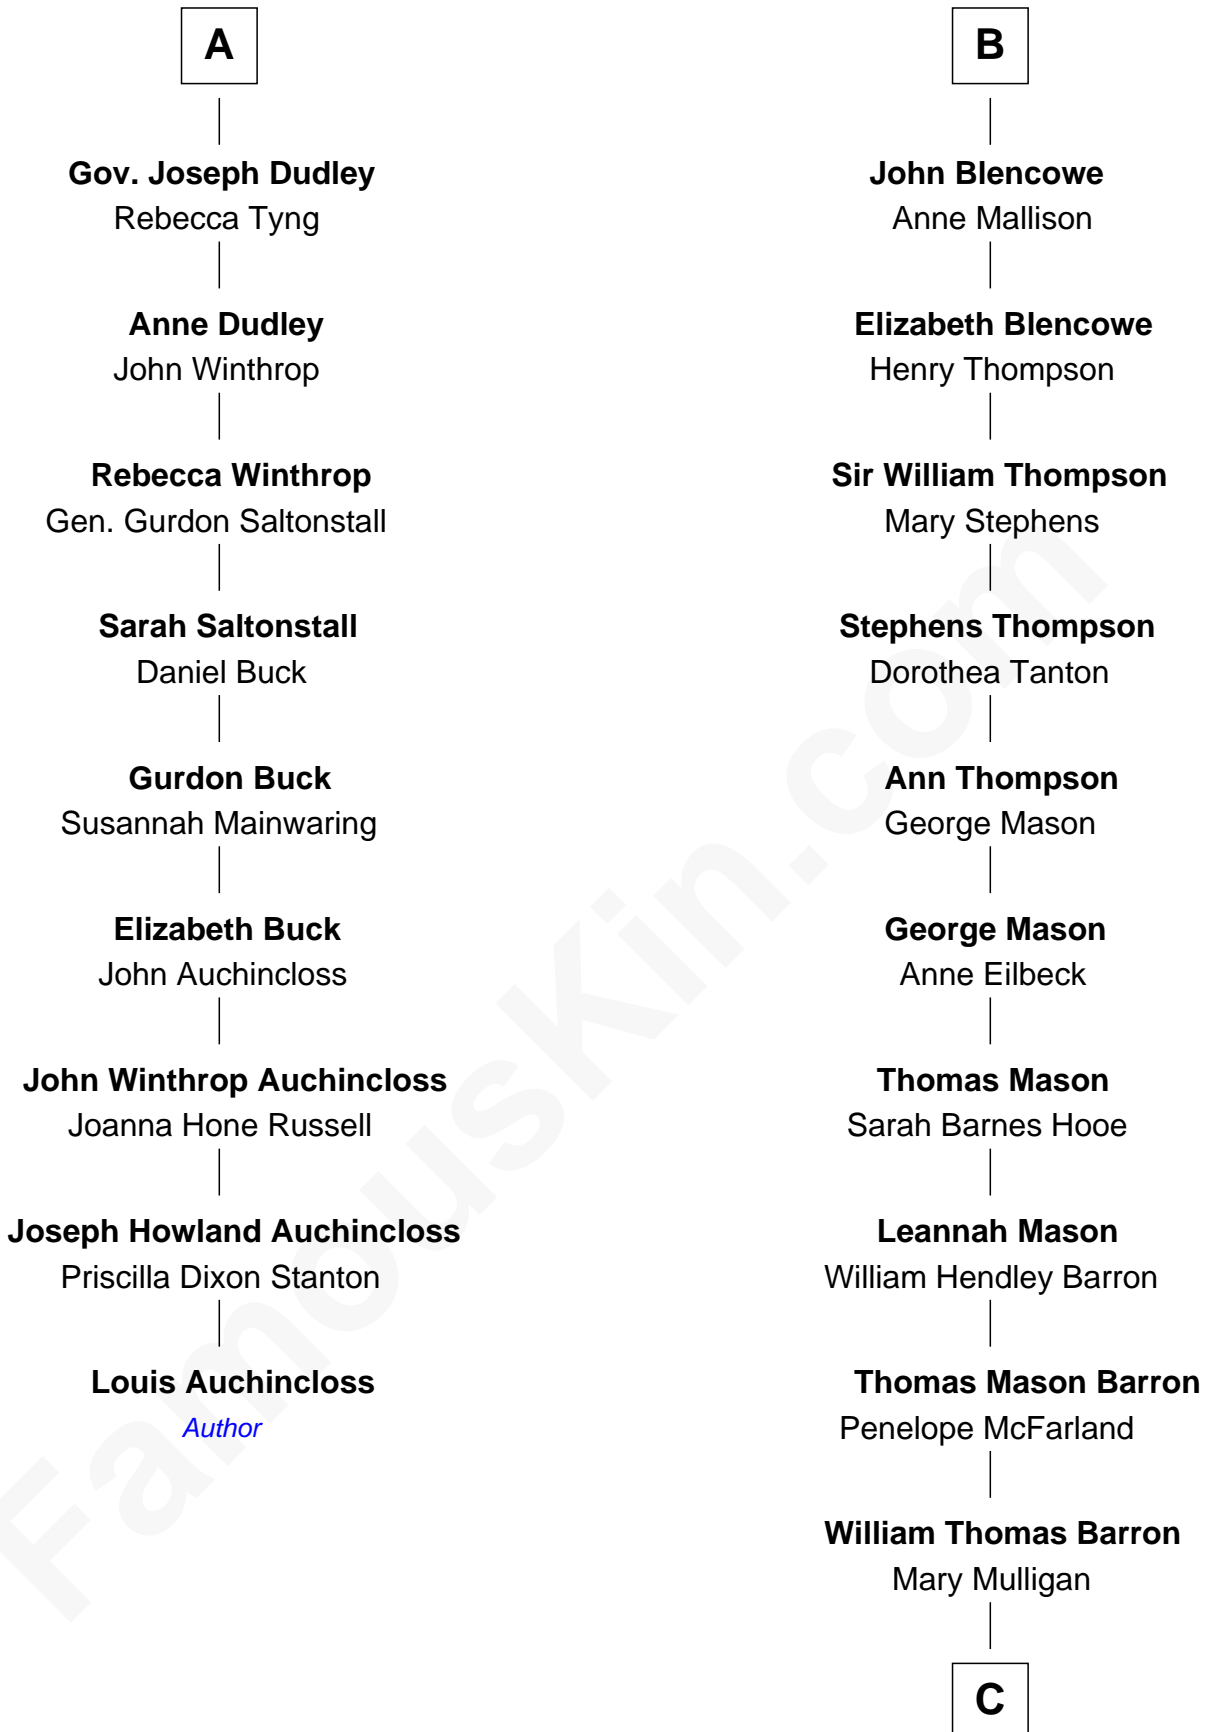 A
Gov. Joseph Dudley
Rebecca Tyng
Anne Dudley
John Winthrop
Rebecca Winthrop
Gen. Gurdon Saltonstall
Sarah Saltonstall
Daniel Buck
Gurdon Buck
Susannah Mainwaring
Elizabeth Buck
John Auchincloss
John Winthrop Auchincloss
Joanna Hone Russell
Joseph Howland Auchincloss
Priscilla Dixon Stanton
Louis Auchincloss
Author
B
John Blencowe
Anne Mallison
Elizabeth Blencowe
Henry Thompson
Sir William Thompson
Mary Stephens
Stephens Thompson
Dorothea Tanton
Ann Thompson
George Mason
George Mason
Anne Eilbeck
Thomas Mason
Sarah Barnes Hooe
Leannah Mason
William Hendley Barron
Thomas Mason Barron
Penelope McFarland
William Thomas Barron
Mary Mulligan
C
FamousKin.com